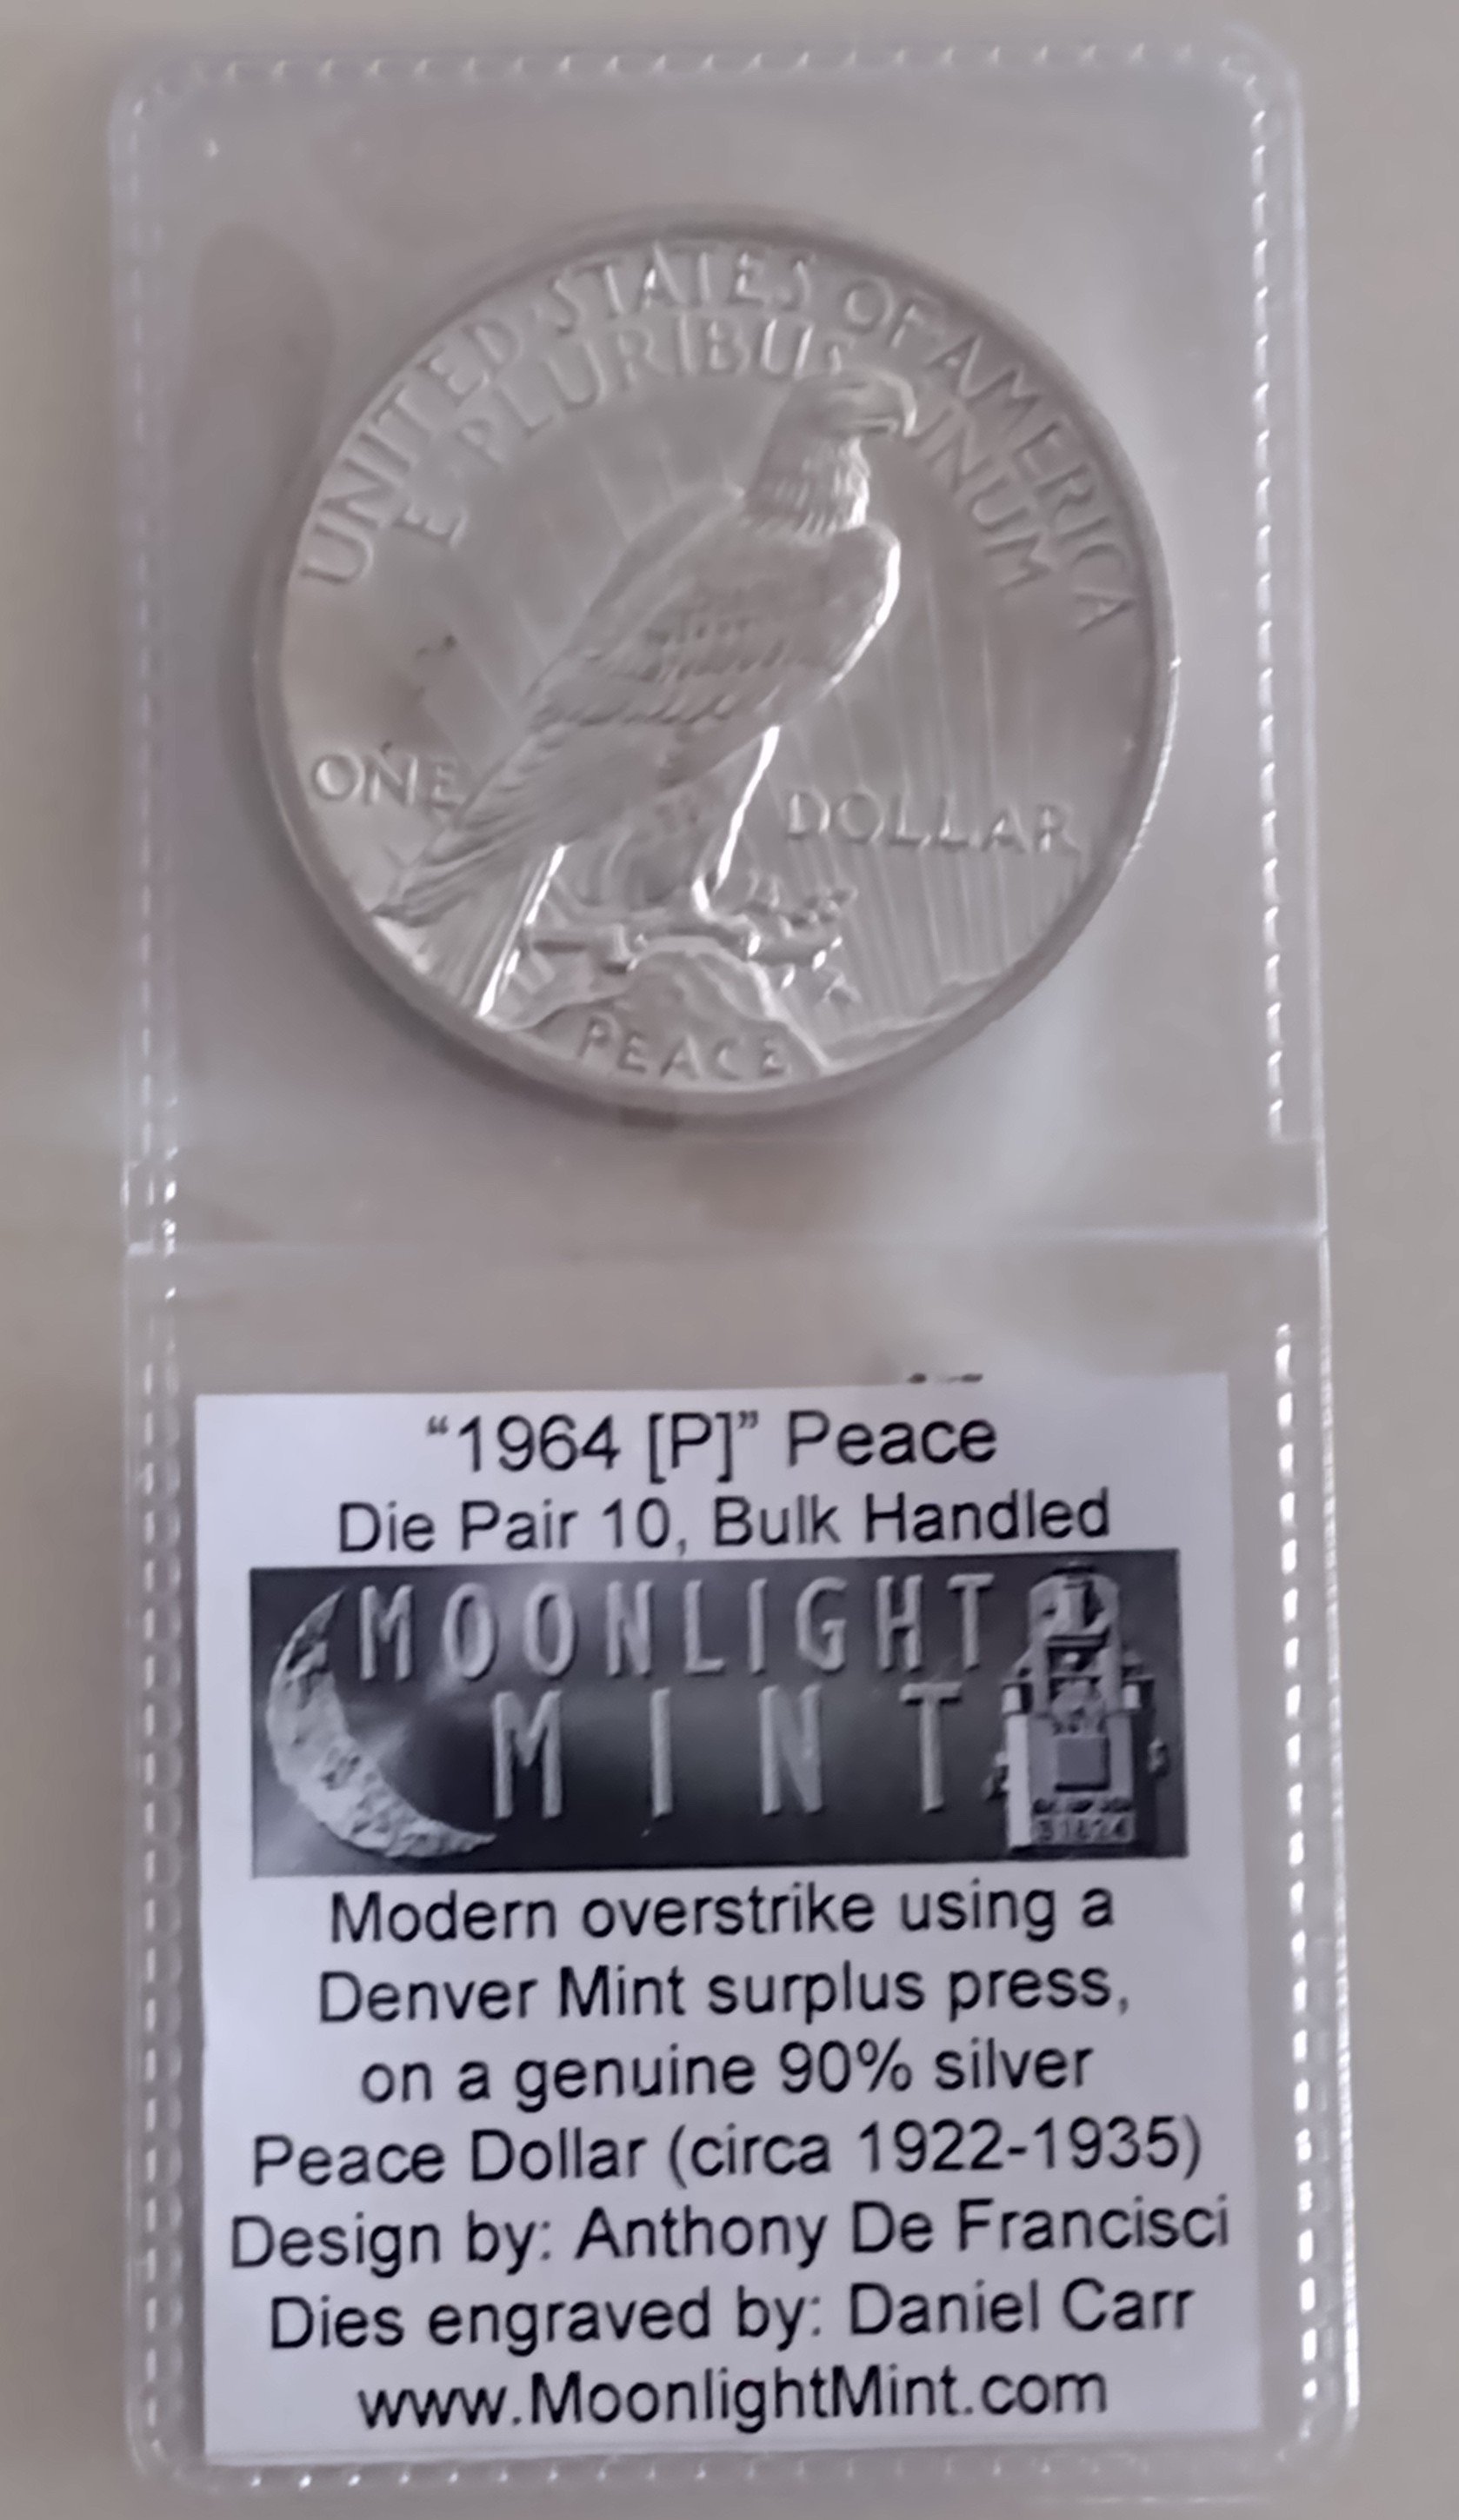 UNITED·STATES OF·AMERICA
E·PLURIBUS UNUM
ONE DOLLAR
PEACE
“1964 [P]” Peace
Die Pair 10, Bulk Handled
MOONLIGHT
MINT
Modern overstrike using a
Denver Mint surplus press,
on a genuine 90% silver
Peace Dollar (circa 1922-1935)
Design by: Anthony De Francisci
Dies engraved by: Daniel Carr
www.MoonlightMint.com